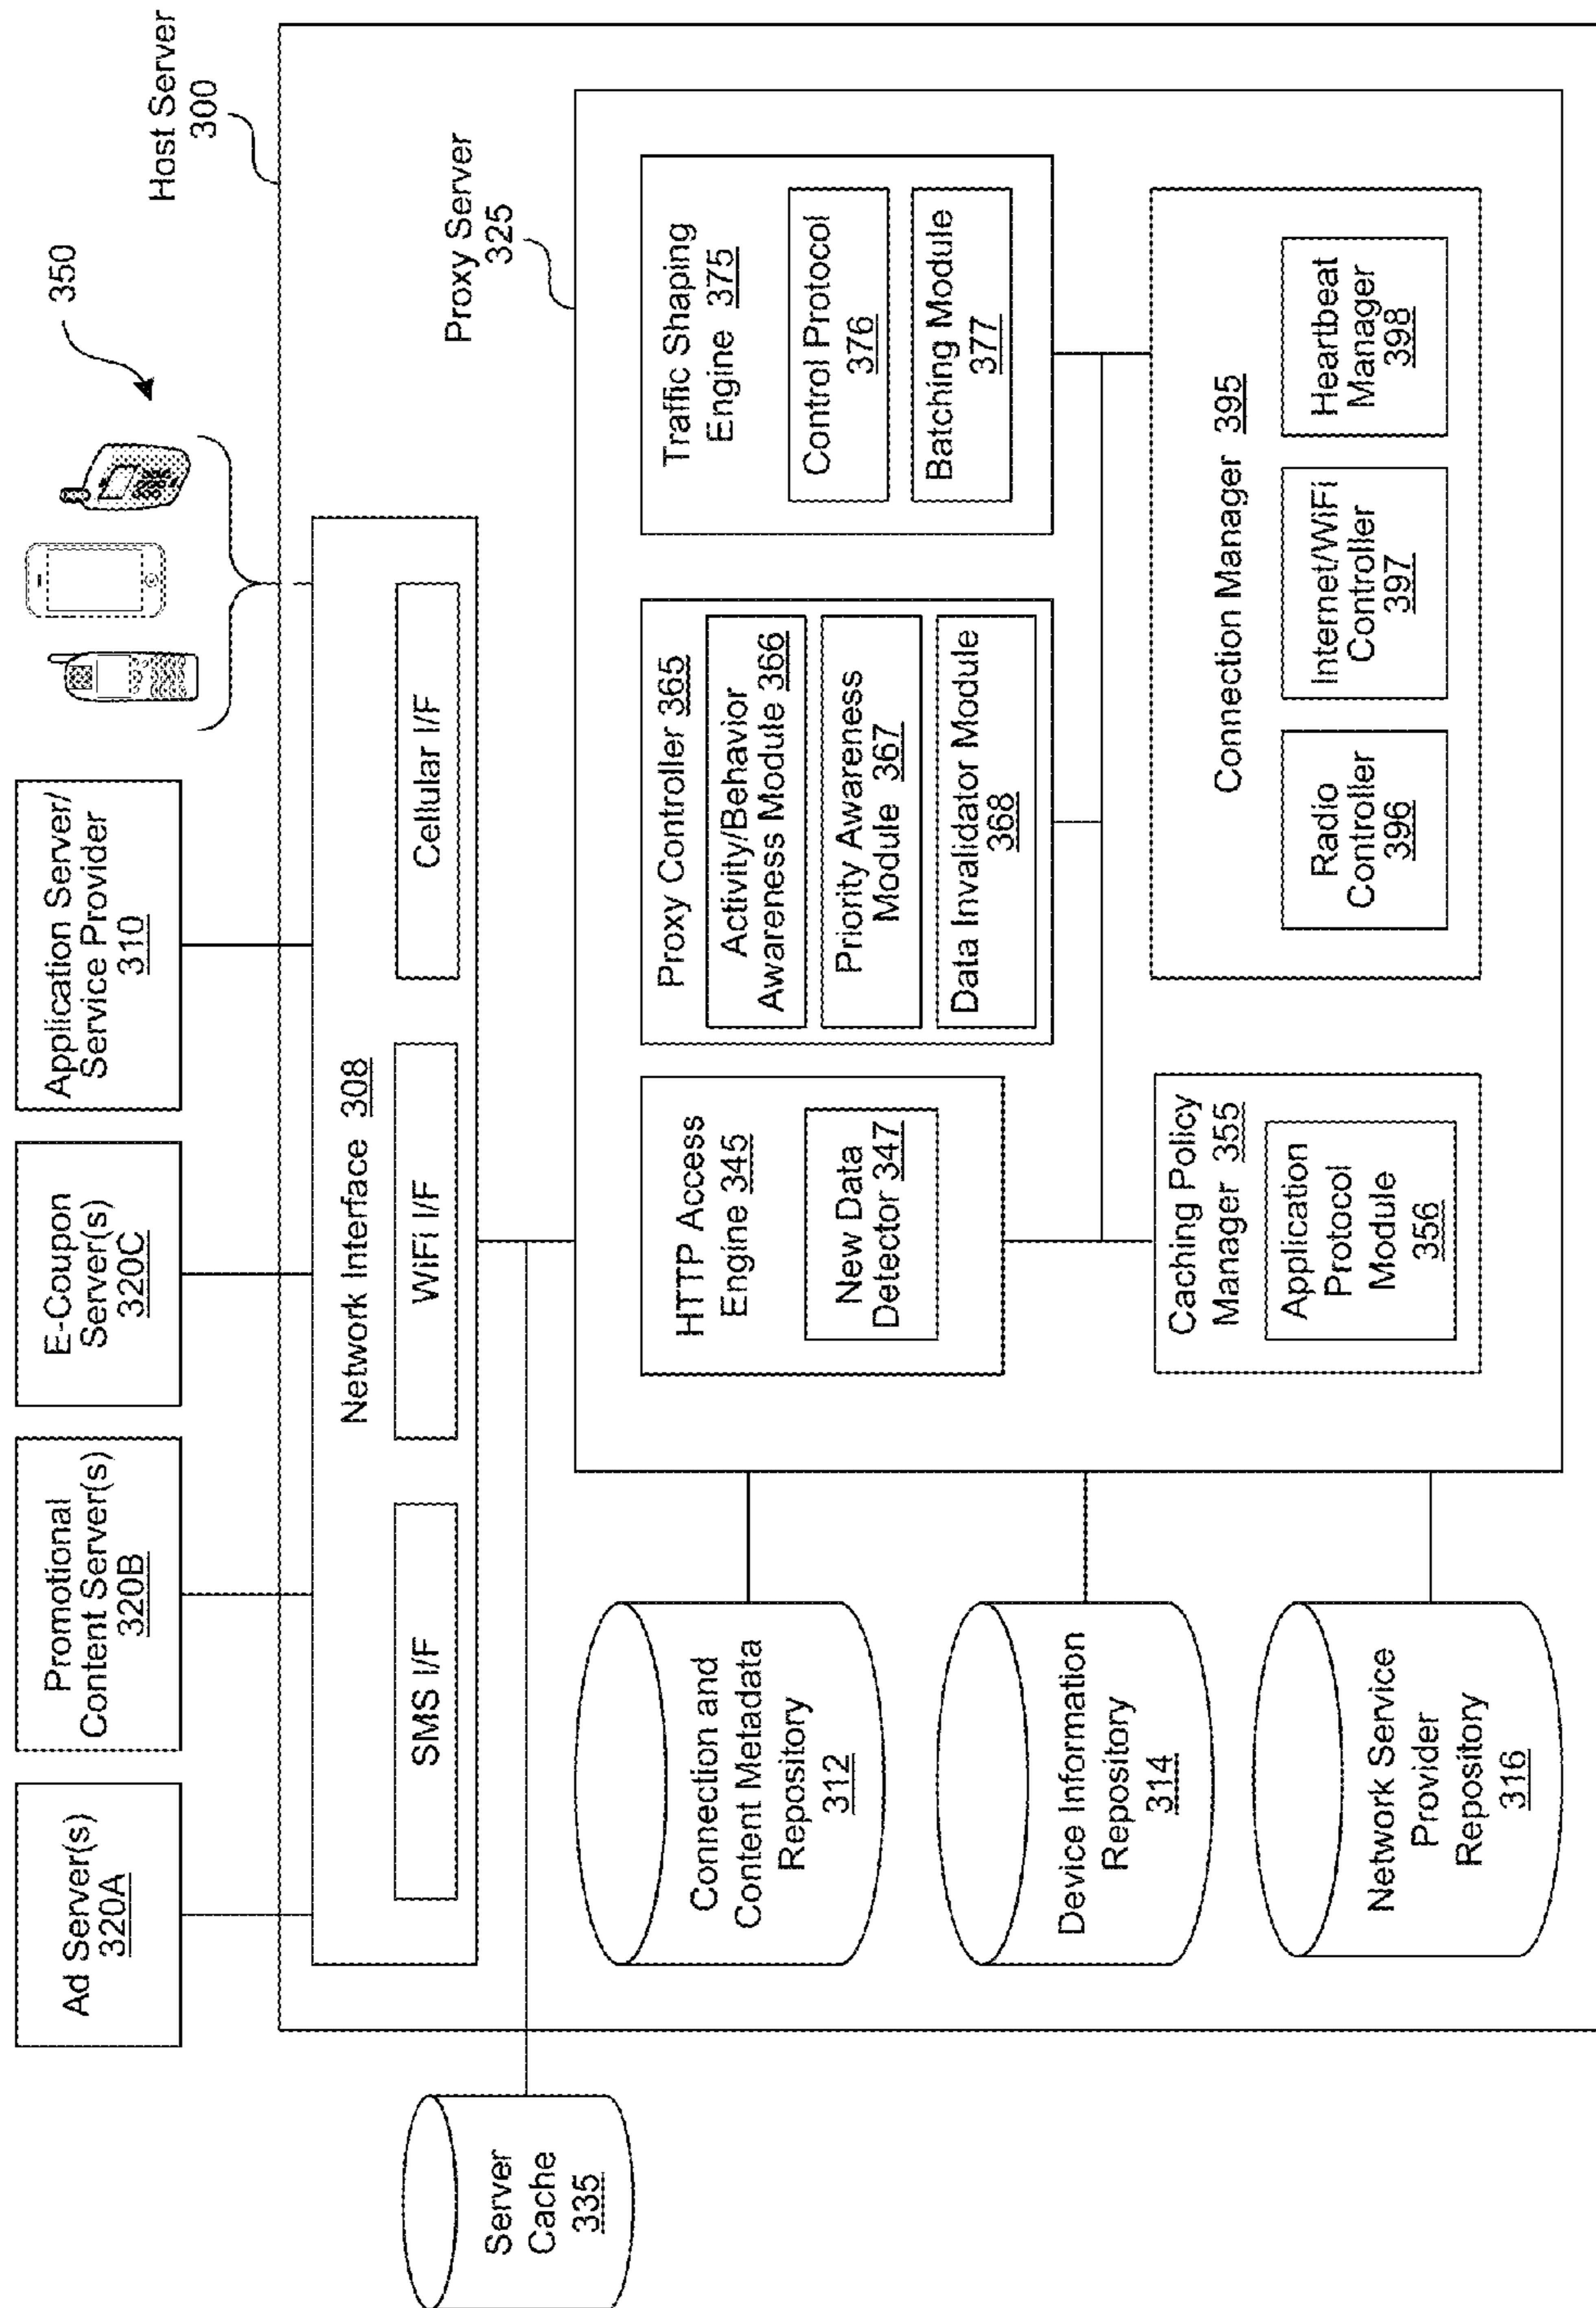 Ad Server(s)
320A
Promotional
Content Server(s)
320B
E-Coupon
Server(s)
320C
Application Server/
Service Provider
310
350
Host Server
300
Server
Cache
335
Network Interface 308
SMS I/F
WiFi I/F
Cellular I/F
Proxy Server
325
Connection and
Content Metadata
Repository
312
Device Information
Repository
314
Network Service
Provider
Repository
316
HTTP Access
Engine 345
New Data
Detector 347
Proxy Controller 365
Activity/Behavior
Awareness Module 366
Priority Awareness
Module 367
Data Invalidator Module
368
Traffic Shaping
Engine 375
Control Protocol
376
Batching Module
377
Caching Policy
Manager 355
Application
Protocol
Module
356
Connection Manager 395
Radio
Controller
396
Internet/WiFi
Controller
397
Heartbeat
Manager
398